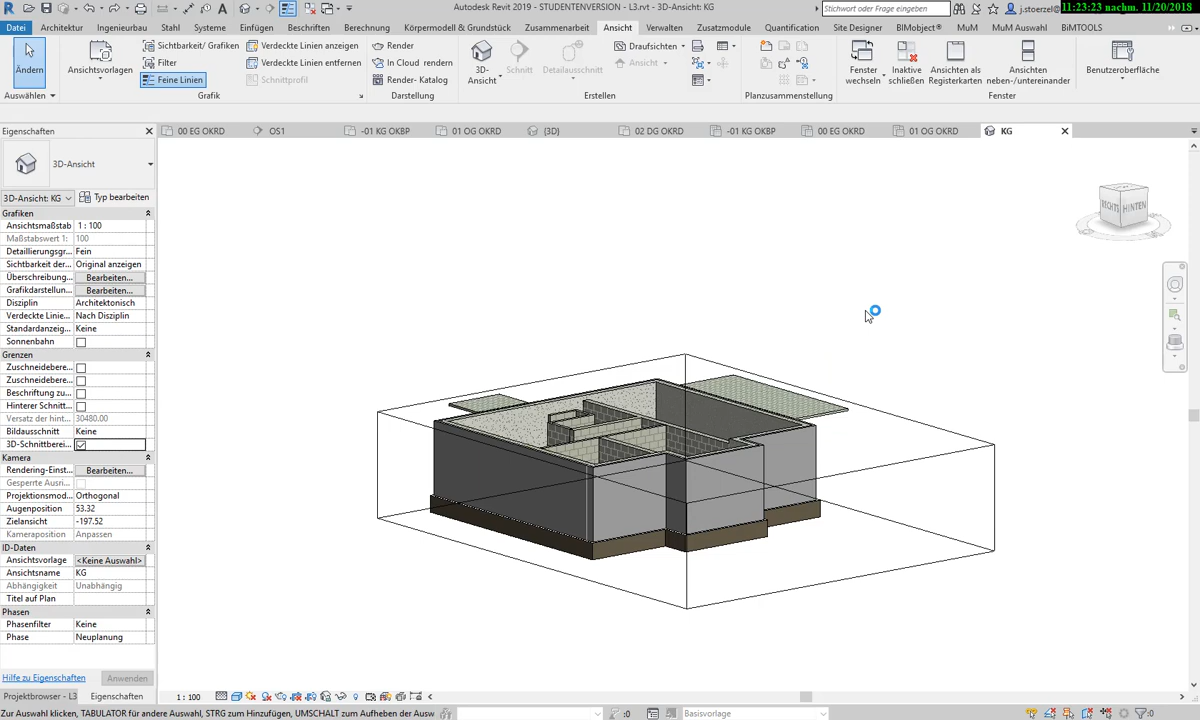 Autodesk Revit 2019 - STUDENTENVERSION - L3.rvt - 3D-Ansicht: KG
Stichwort oder Frage eingeben
j.stoerzel@
11:23:23 nachm. 11/20/2018
Datei Architektur Ingenieurbau Stahl Systeme Einfügen Beschriften Berechnung Körpermodell & Grundstück Zusammenarbeit Ansicht Verwalten Zusatzmodule Quantification Site Designer BIMobject® MuM MuM Auswahl BiMTOOLS
Ändern
Ansichtsvorlagen
Sichtbarkeit/ Grafiken
Filter
Feine Linien
Verdeckte Linien anzeigen
Verdeckte Linien entfernen
Schnittprofil
Render
In Cloud rendern
Render- Katalog
3D-
Ansicht
Schnitt
Detailausschnitt
Draufsichten
Ansicht
Fenster
wechseln
Inaktive
schließen
Ansichten als
Registerkarten
Ansichten
neben-/untereinander
Benutzeroberfläche
Auswählen Grafik Darstellung Erstellen Planzusammenstellung Fenster
Eigenschaften
00 EG OKRD OS1 -01 KG OKBP 01 OG OKRD (3D) 02 DG OKRD -01 KG OKBP 00 EG OKRD 01 OG OKRD KG
3D-Ansicht
3D-Ansicht: KG Typ bearbeiten
Grafiken
Ansichtsmaßstab 1 : 100
Maßstabswert 1: 100
Detaillierungsgr... Fein
Sichtbarkeit der... Original anzeigen
Überschreibung... Bearbeiten...
Grafikdarstellun... Bearbeiten...
Disziplin Architektonisch
Verdeckte Linie... Nach Disziplin
Standardanzeig... Keine
Sonnenbahn
Grenzen
Zuschneidebere...
Zuschneidebere...
Beschriftung zu...
Hinterer Schnitt...
Versatz der hint... 30480.00
Bildausschnitt Keine
3D-Schnittberei...
Kamera
Rendering-Einst... Bearbeiten...
Gesperrte Ausri...
Projektionsmod... Orthogonal
Augenposition 53.32
Zielansicht -197.52
Kameraposition Anpassen
ID-Daten
Ansichtsvorlage <Keine Auswahl>
Ansichtsname KG
Abhängigkeit Unabhängig
Titel auf Plan
Phasen
Phasenfilter Keine
Phase Neuplanung
Hilfe zu Eigenschaften Anwenden
Projektbrowser - L3 Eigenschaften
RECHTS HINTEN
1 : 100
Zur Auswahl klicken, TABULATOR für andere Auswahl, STRG zum Hinzufügen, UMSCHALT zum Aufheben der Ausw
:0
Basisvorlage
:0